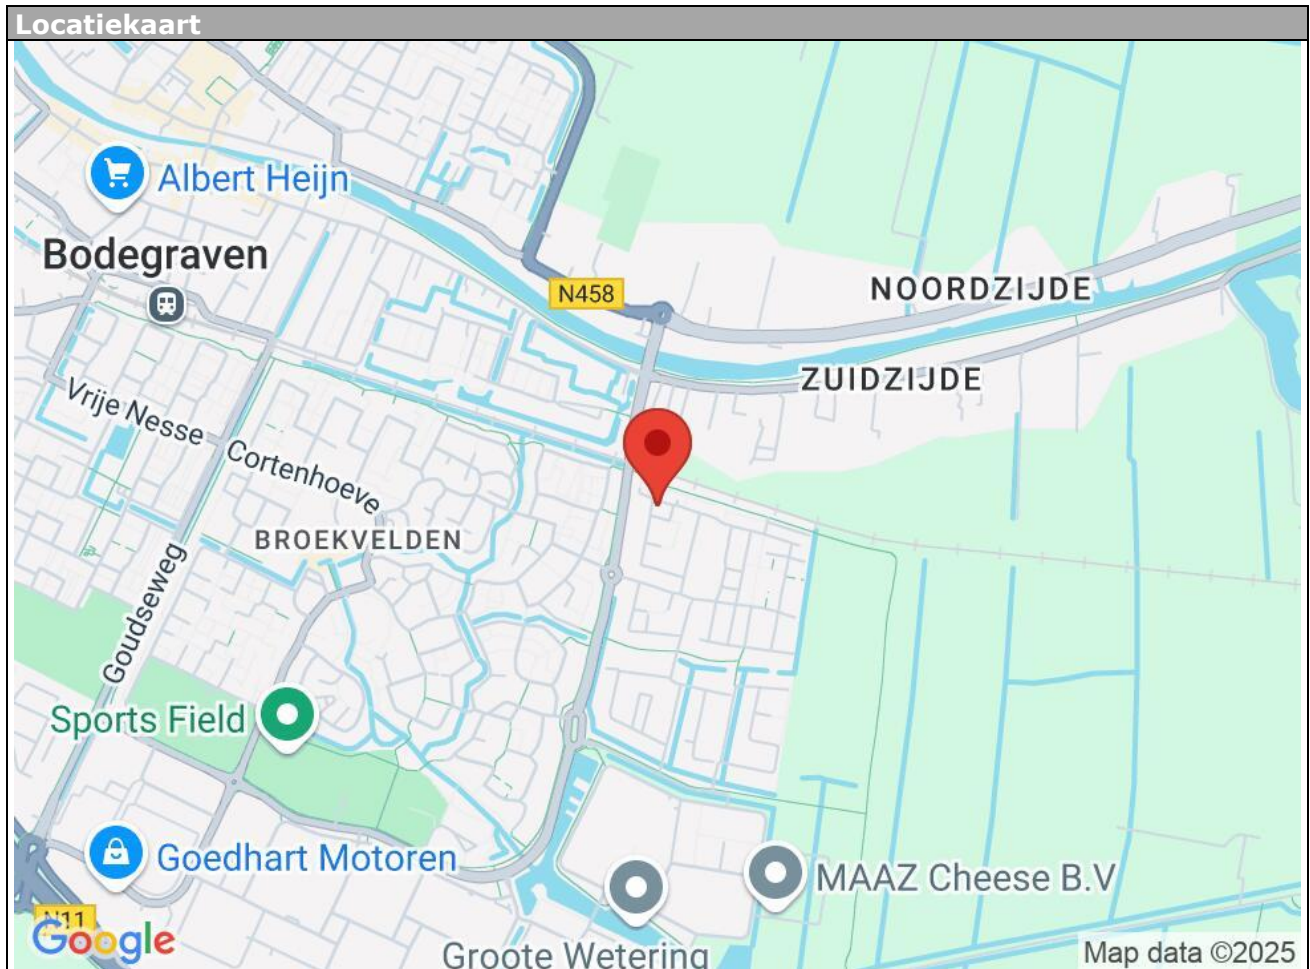 Locatiekaart
Albert Heijn
Bodegraven
N458
NOORDZIJDE
ZUIDZIJDE
Vrije Nesse
Cortenhoeve
BROEKVELDEN
Goudseweg
Sports Field
Goedhart Motoren
MAAZ Cheese B.V
N11
Google
Groote Wetering
Map data ©2025